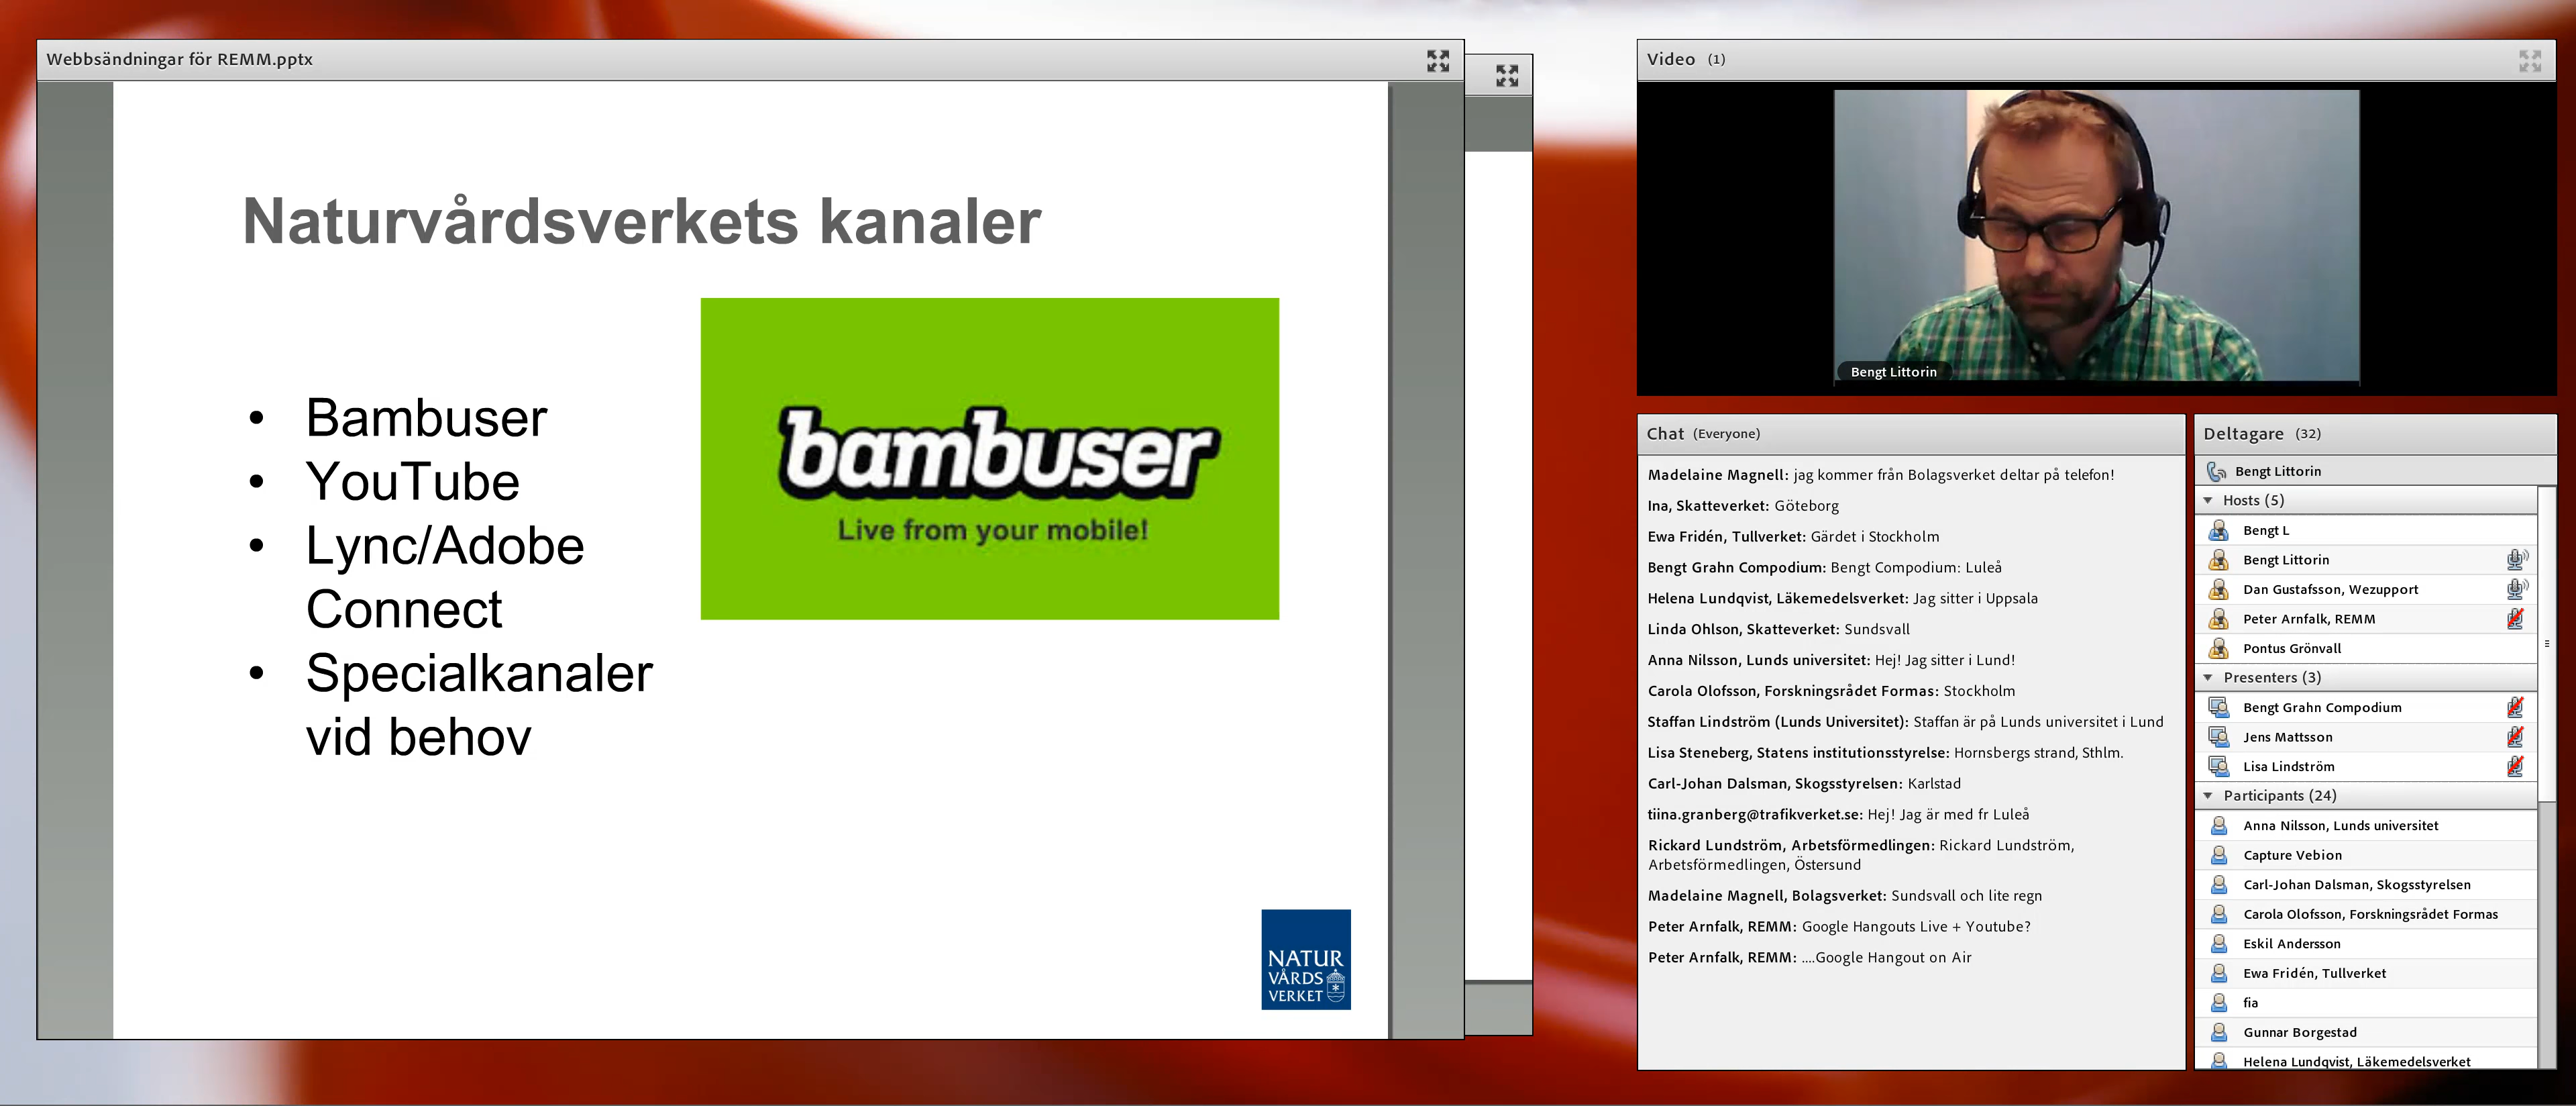 Webbsändningar för REMM.pptx
Naturvårdsverkets kanaler
• Bambuser
• YouTube
• Lync/Adobe
Connect
• Specialkanaler
vid behov
bambuser
Live from your mobile!
NATUR
VÅRDS
VERKET
Video (1)
Bengt Littorin
Chat (Everyone)
Madelaine Magnell: jag kommer från Bolagsverket deltar på telefon!
Ina, Skatteverket: Göteborg
Ewa Fridén, Tullverket: Gärdet i Stockholm
Bengt Grahn Compodium: Bengt Compodium: Luleå
Helena Lundqvist, Läkemedelsverket: Jag sitter i Uppsala
Linda Ohlson, Skatteverket: Sundsvall
Anna Nilsson, Lunds universitet: Hej! Jag sitter i Lund!
Carola Olofsson, Forskningsrådet Formas: Stockholm
Staffan Lindström (Lunds Universitet): Staffan är på Lunds universitet i Lund
Lisa Steneberg, Statens institutionsstyrelse: Hornsbergs strand, Sthlm.
Carl-Johan Dalsman, Skogsstyrelsen: Karlstad
tiina.granberg@trafikverket.se: Hej! Jag är med fr Luleå
Rickard Lundström, Arbetsförmedlingen: Rickard Lundström,
Arbetsförmedlingen, Östersund
Madelaine Magnell, Bolagsverket: Sundsvall och lite regn
Peter Arnfalk, REMM: Google Hangouts Live + Youtube?
Peter Arnfalk, REMM: ....Google Hangout on Air
Deltagare (32)
Bengt Littorin
Hosts (5)
Bengt L
Bengt Littorin
Dan Gustafsson, Wezupport
Peter Arnfalk, REMM
Pontus Grönvall
Presenters (3)
Bengt Grahn Compodium
Jens Mattsson
Lisa Lindström
Participants (24)
Anna Nilsson, Lunds universitet
Capture Vebion
Carl-Johan Dalsman, Skogsstyrelsen
Carola Olofsson, Forskningsrådet Formas
Eskil Andersson
Ewa Fridén, Tullverket
fia
Gunnar Borgestad
Helena Lundqvist, Läkemedelsverket